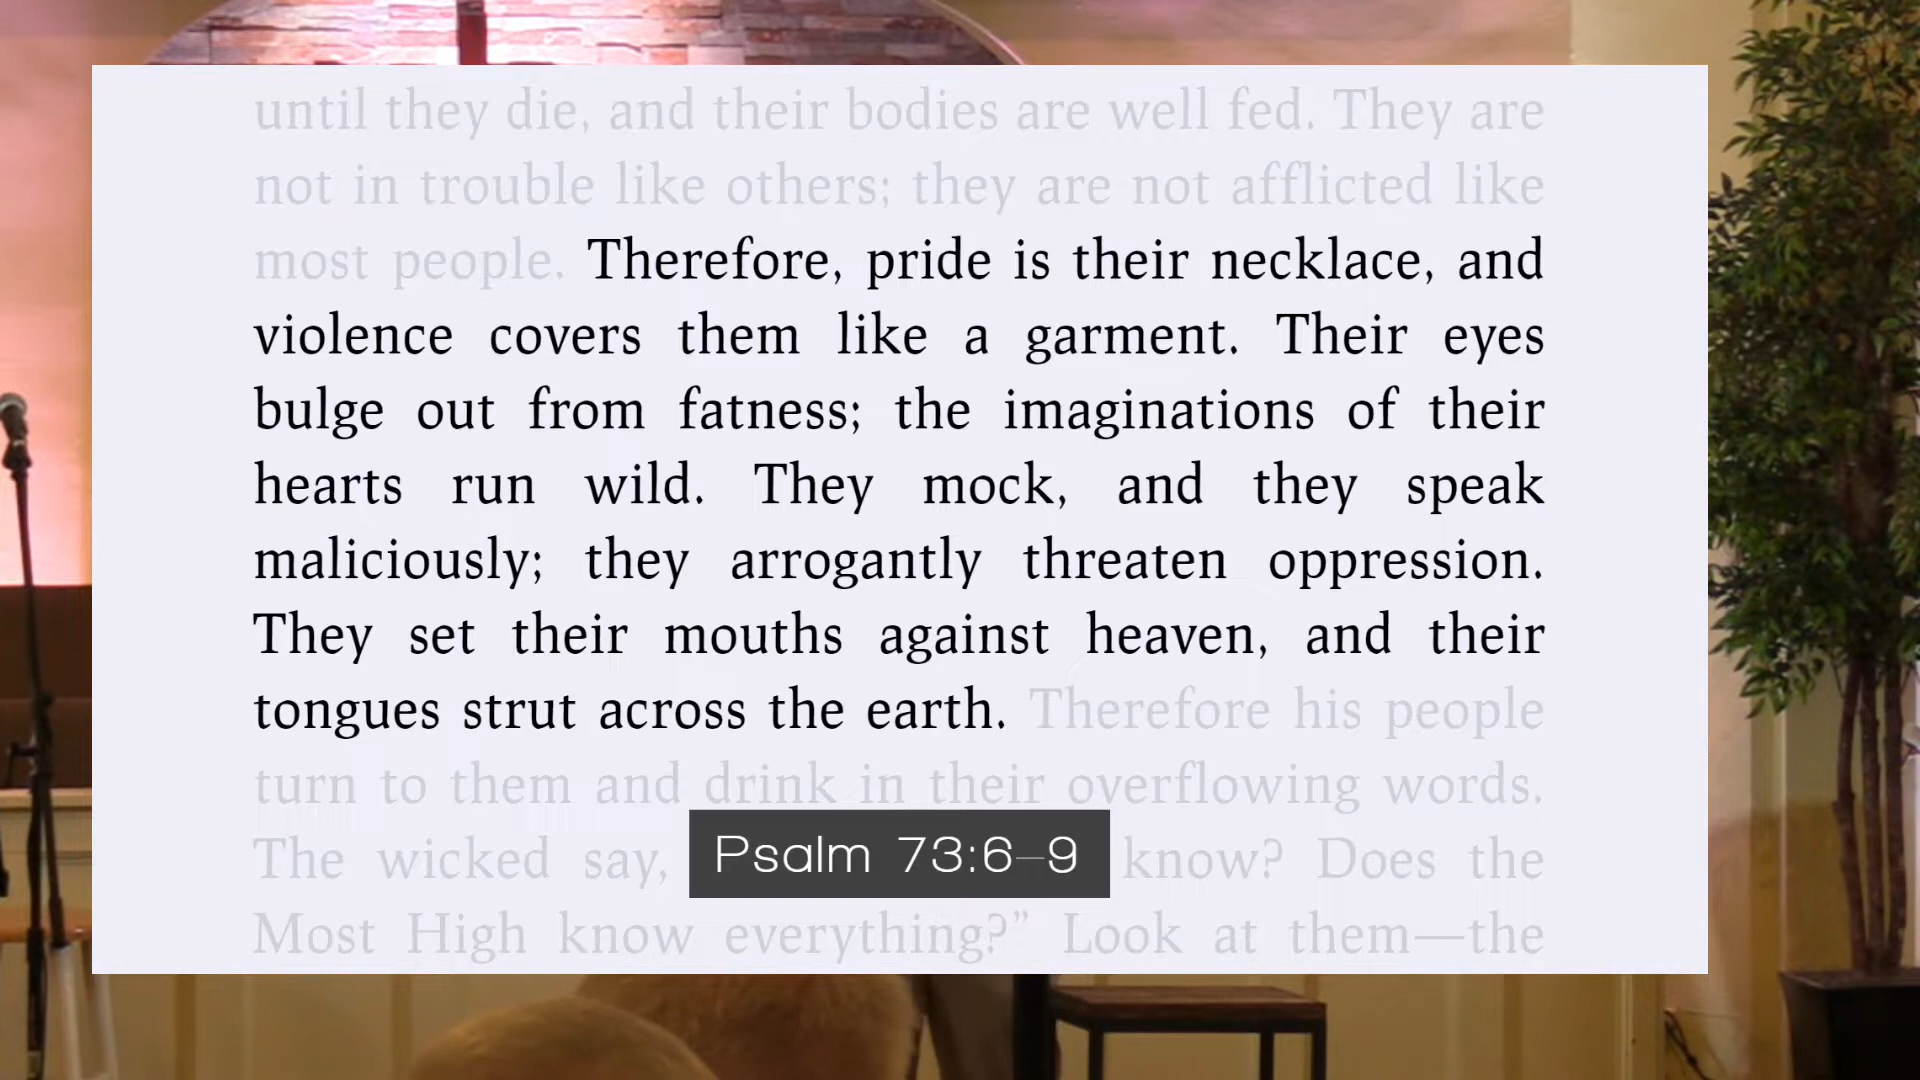 until they die, and their bodies are well fed. They are
not in trouble like others; they are not afflicted like
most people. Therefore, pride is their necklace, and
violence covers them like a garment. Their eyes
bulge out from fatness; the imaginations of their
hearts run wild. They mock, and they speak
maliciously; they arrogantly threaten oppression.
They set their mouths against heaven, and their
tongues strut across the earth. Therefore his people
turn to them and drink in their overflowing words.
The wicked say, know? Does the
Psalm 73:6–9
Most High know everything?” Look at them—the